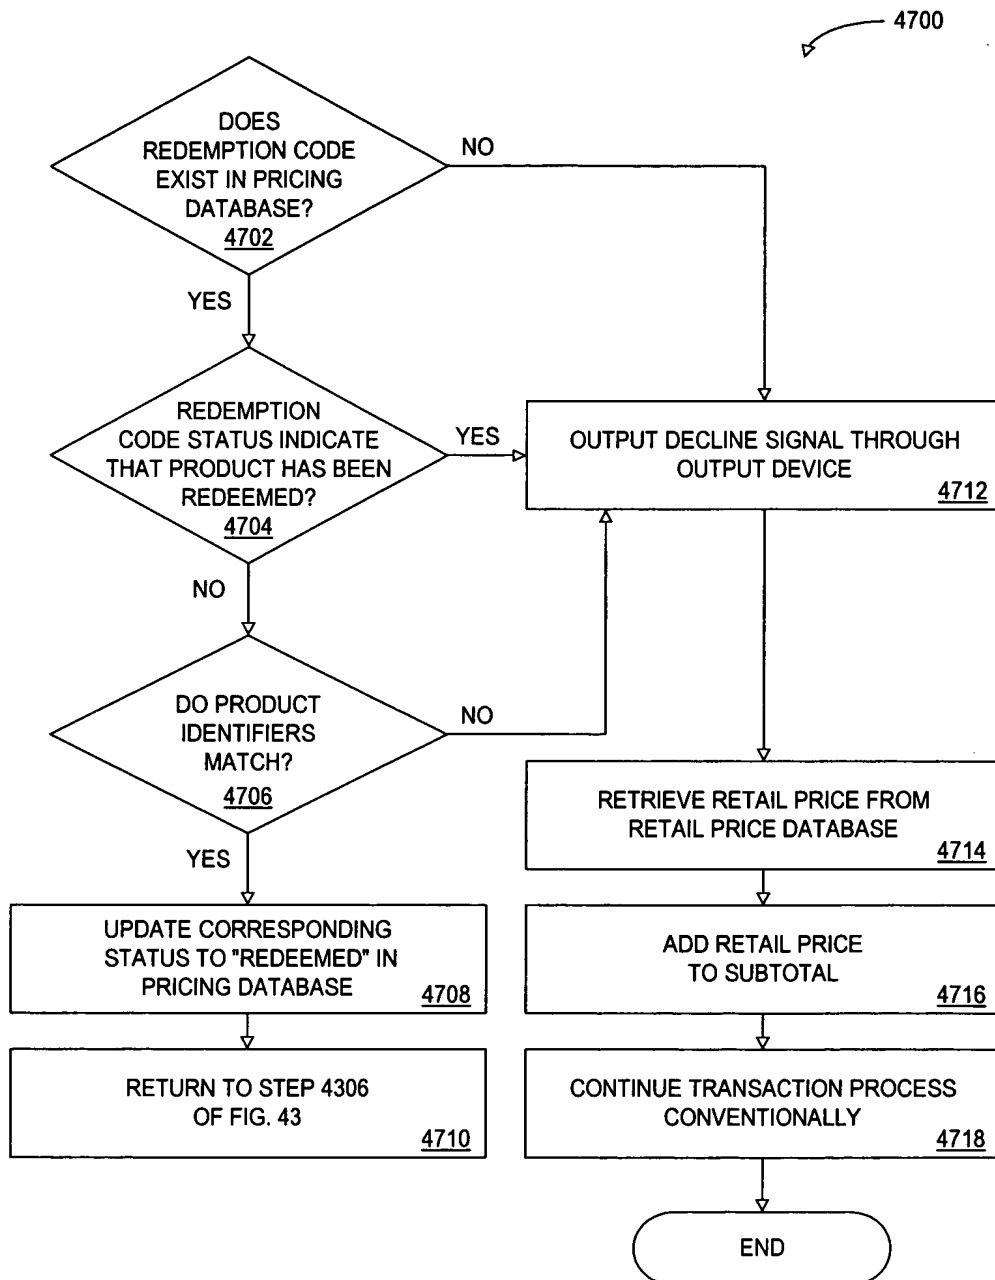 4700
DOES
REDEMPTION CODE
EXIST IN PRICING
DATABASE?
4702
NO
YES
REDEMPTION
CODE STATUS INDICATE
THAT PRODUCT HAS BEEN
REDEEMED?
4704
YES
OUTPUT DECLINE SIGNAL THROUGH
OUTPUT DEVICE
4712
NO
DO PRODUCT
IDENTIFIERS
MATCH?
4706
NO
YES
RETRIEVE RETAIL PRICE FROM
RETAIL PRICE DATABASE
4714
UPDATE CORRESPONDING
STATUS TO "REDEEMED" IN
PRICING DATABASE
4708
ADD RETAIL PRICE
TO SUBTOTAL
4716
RETURN TO STEP 4306
OF FIG. 43
4710
CONTINUE TRANSACTION PROCESS
CONVENTIONALLY
4718
END